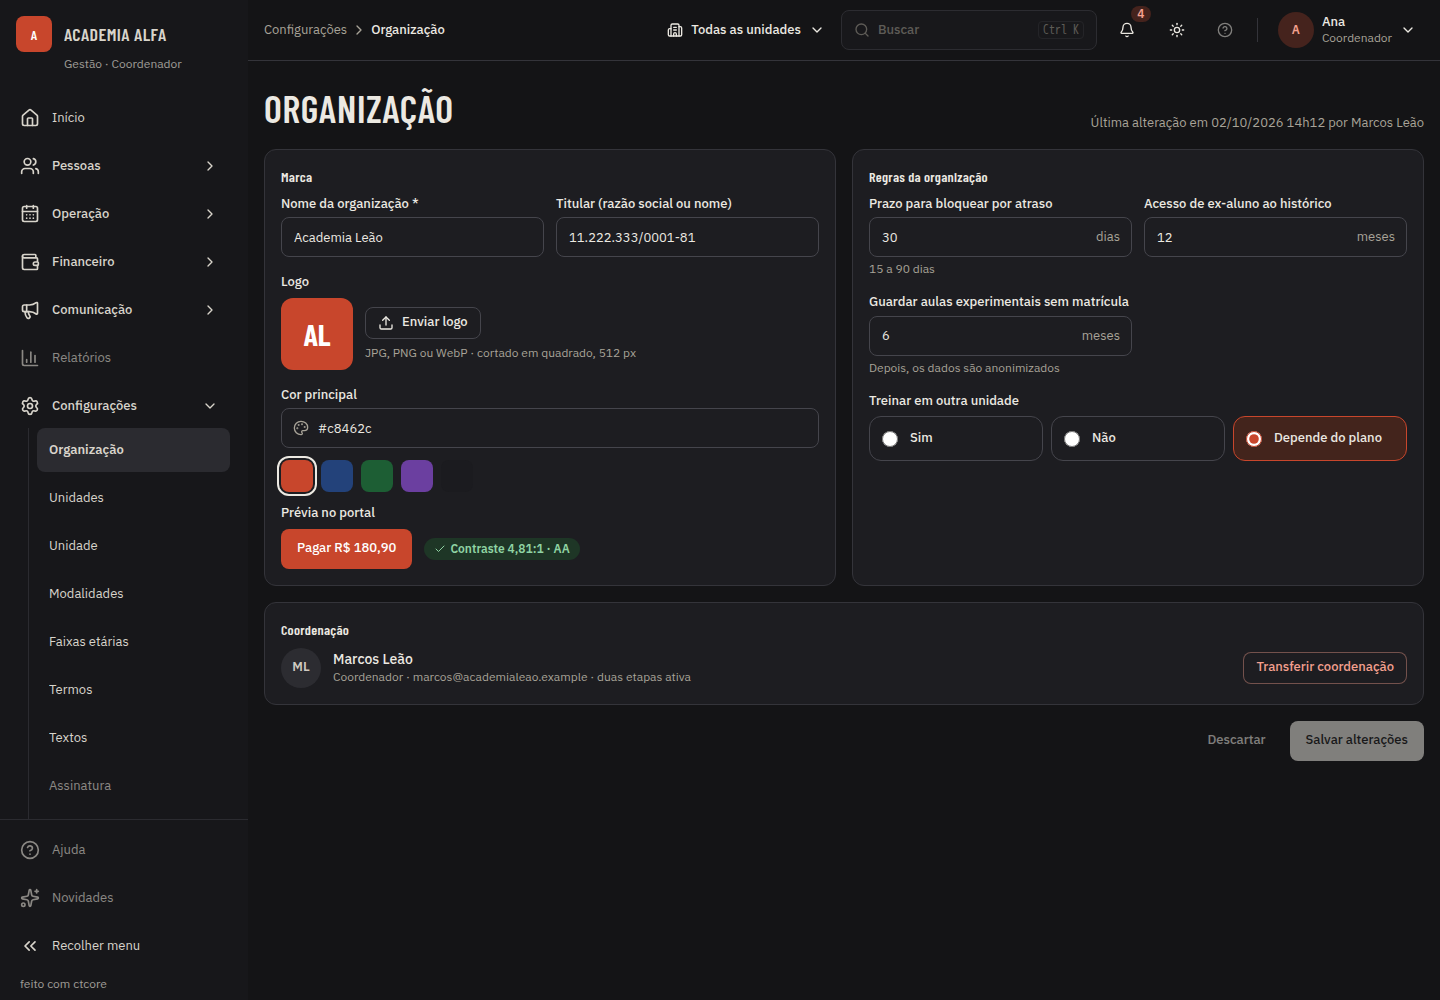 A
ACADEMIA ALFA
Gestão · Coordenador
Início
Pessoas
Operação
Financeiro
Comunicação
Relatórios
Configurações
Organização
Unidades
Unidade
Modalidades
Faixas etárias
Termos
Textos
Assinatura
Ajuda
Novidades
Recolher menu
feito com ctcore
Configurações
Organização
Todas as unidades
Buscar
Ctrl K
4
A
Ana
Coordenador
ORGANIZAÇÃO
Última alteração em 02/10/2026 14h12 por Marcos Leão
Marca
Nome da organização *
Titular (razão social ou nome)
Academia Leão
11.222.333/0001-81
Logo
AL
Enviar logo
JPG, PNG ou WebP · cortado em quadrado, 512 px
Cor principal
#c8462c
Prévia no portal
Pagar R$ 180,90
Contraste 4,81:1 · AA
Regras da organização
Prazo para bloquear por atraso
Acesso de ex-aluno ao histórico
30 dias
12 meses
15 a 90 dias
Guardar aulas experimentais sem matrícula
6 meses
Depois, os dados são anonimizados
Treinar em outra unidade
Sim
Não
Depende do plano
Coordenação
ML
Marcos Leão
Coordenador · marcos@academialeao.example · duas etapas ativa
Transferir coordenação
Descartar
Salvar alterações